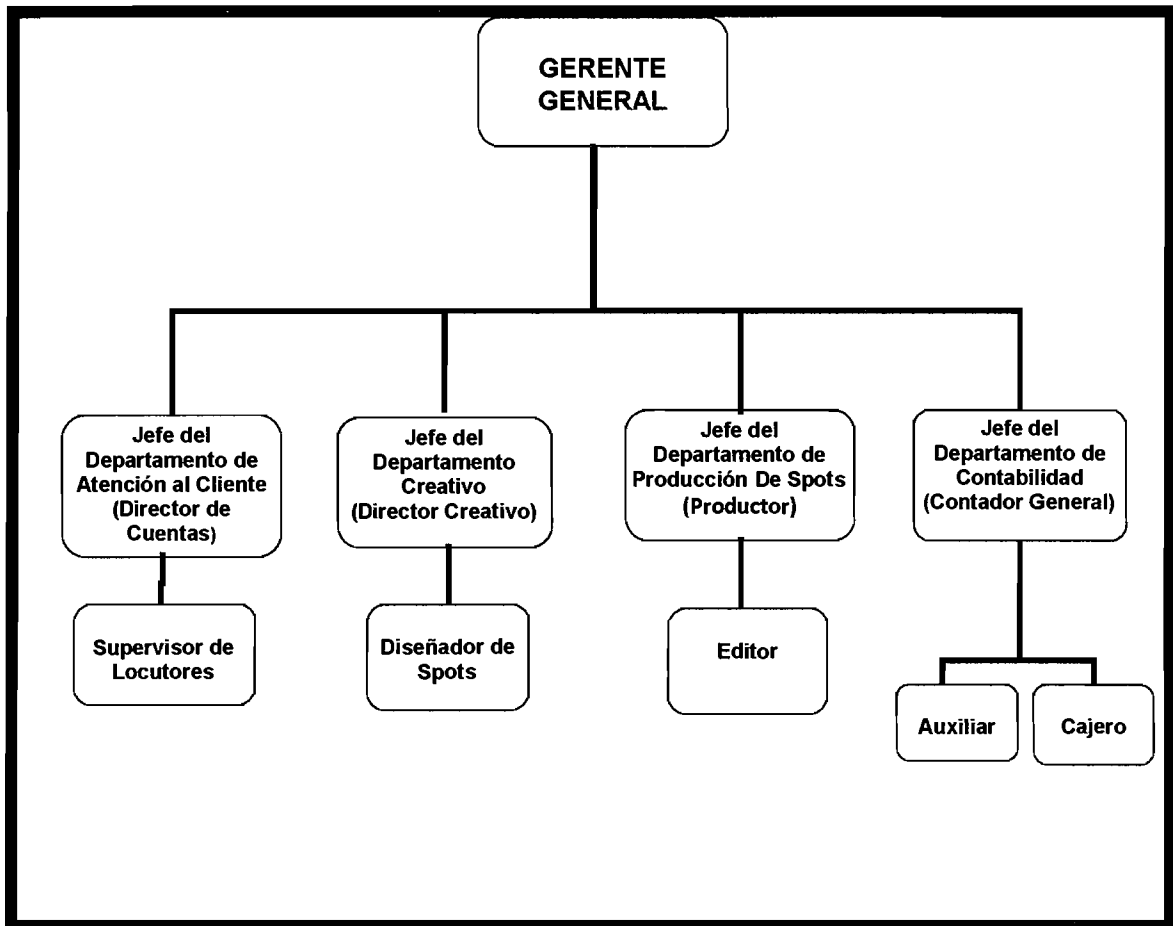 GERENTE
GENERAL
Jefe del
Departamento de
Atención al Cliente
(Director de
Cuentas)
Jefe del
Departamento
Creativo
(Director Creativo)
Jefe del
Departamento de
Producción De Spots
(Productor)
Jefe del
Departamento de
Contabilidad
(Contador General)
Supervisor de
Locutores
Diseñador de
Spots
Editor
Auxiliar
Cajero